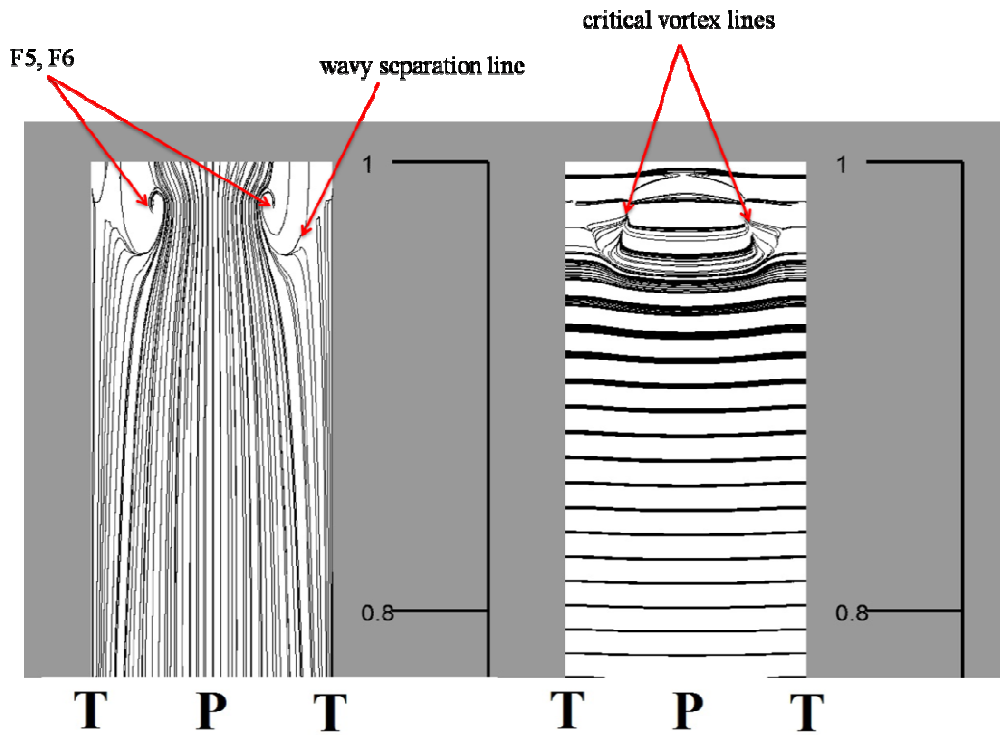 critical vortex lines
F5, F6
wavy separation line
1
1
0.8
0.8
T P T T P T